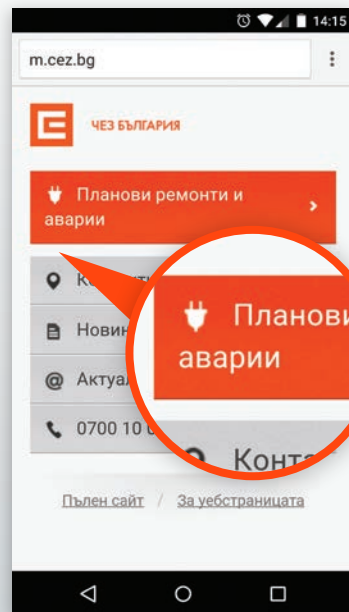 14:15
m.cez.bg
ЧЕЗ БЪЛГАРИЯ
Планови ремонти и
аварии
Новин
@ Актуал
0700 10 0
Планови
аварии
Конта
Пълен сайт / За уебстраницата